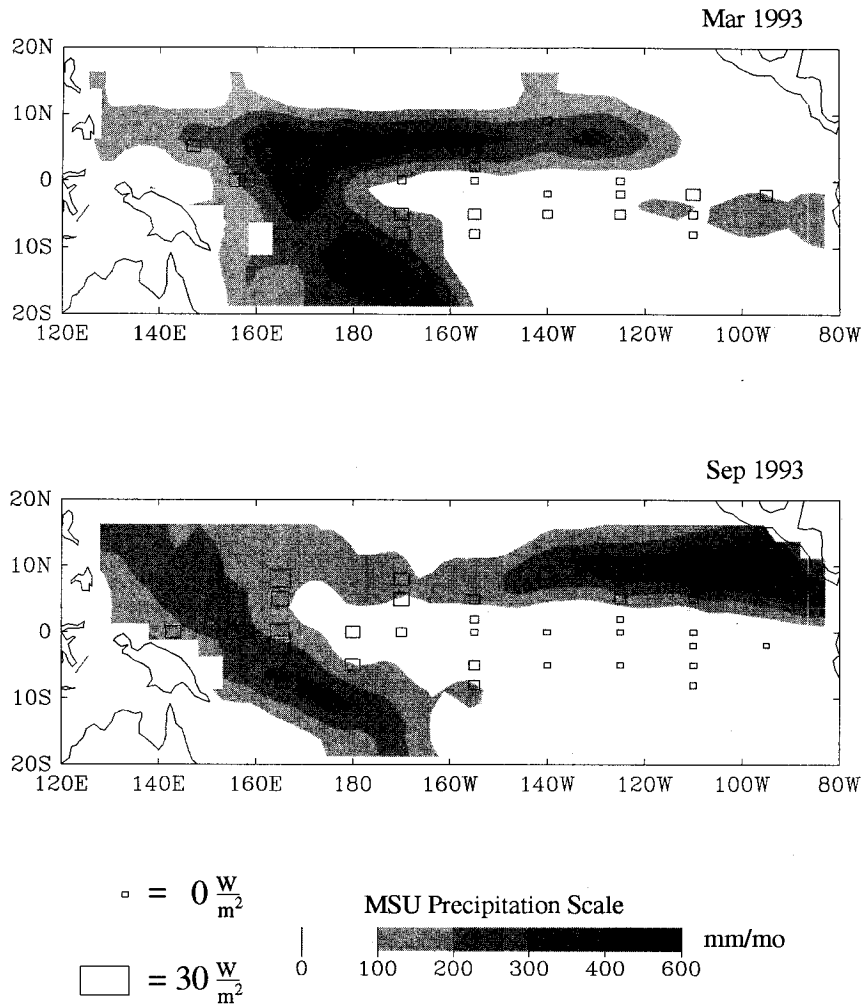 Mar 1993
20N
10N
0
10S
20S
120E 140E 160E 180 160W 140W 120W 100W 80W
Sep 1993
20N
10N
0
10S
20S
120E 140E 160E 180 160W 140W 120W 100W 80W
= 0 W/m²
= 30 W/m²
MSU Precipitation Scale
mm/mo
0 100 200 300 400 600